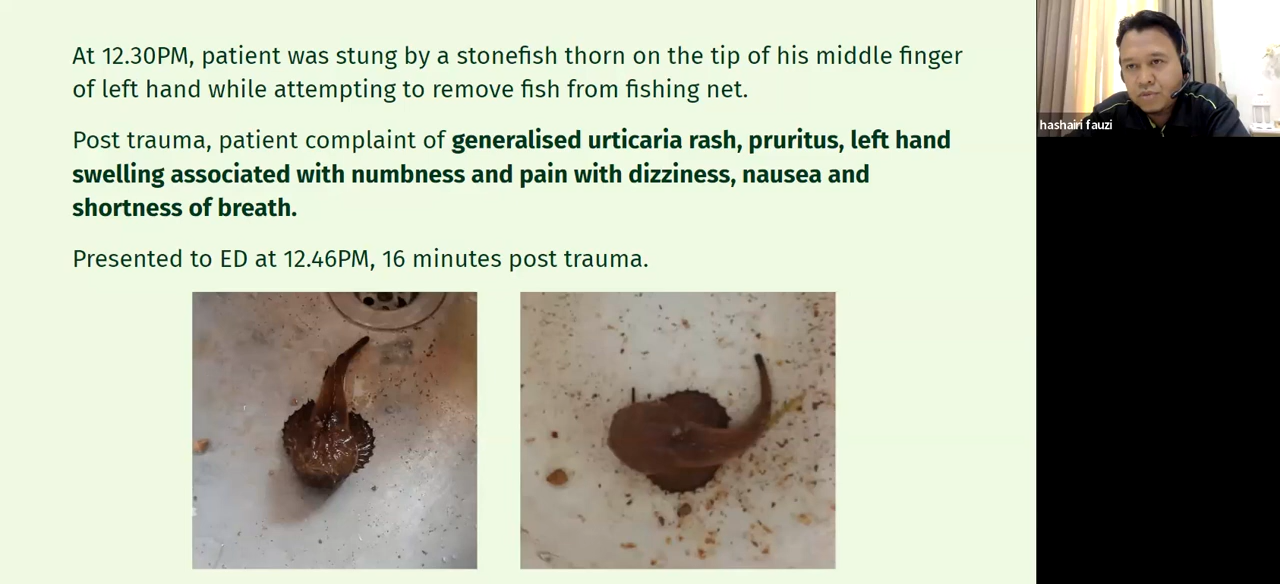 At 12.30PM, patient was stung by a stonefish thorn on the tip of his middle finger
of left hand while attempting to remove fish from fishing net.
Post trauma, patient complaint of generalised urticaria rash, pruritus, left hand
swelling associated with numbness and pain with dizziness, nausea and
shortness of breath.
Presented to ED at 12.46PM, 16 minutes post trauma.
hashairi fauzi